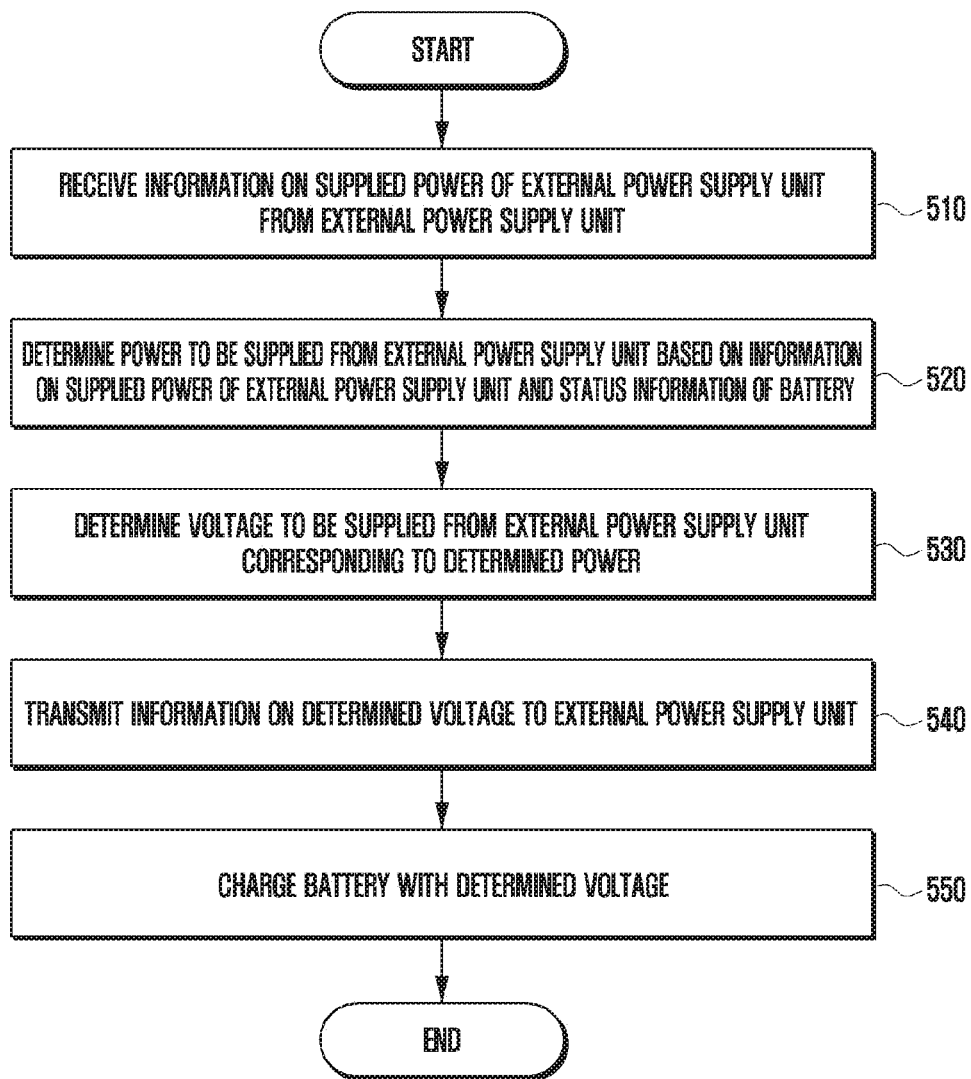 START
RECEIVE INFORMATION ON SUPPLIED POWER OF EXTERNAL POWER SUPPLY UNIT
FROM EXTERNAL POWER SUPPLY UNIT
510
DETERMINE POWER TO BE SUPPLIED FROM EXTERNAL POWER SUPPLY UNIT BASED ON INFORMATION
ON SUPPLIED POWER OF EXTERNAL POWER SUPPLY UNIT AND STATUS INFORMATION OF BATTERY
520
DETERMINE VOLTAGE TO BE SUPPLIED FROM EXTERNAL POWER SUPPLY UNIT
CORRESPONDING TO DETERMINED POWER
530
TRANSMIT INFORMATION ON DETERMINED VOLTAGE TO EXTERNAL POWER SUPPLY UNIT
540
CHARGE BATTERY WITH DETERMINED VOLTAGE
550
END